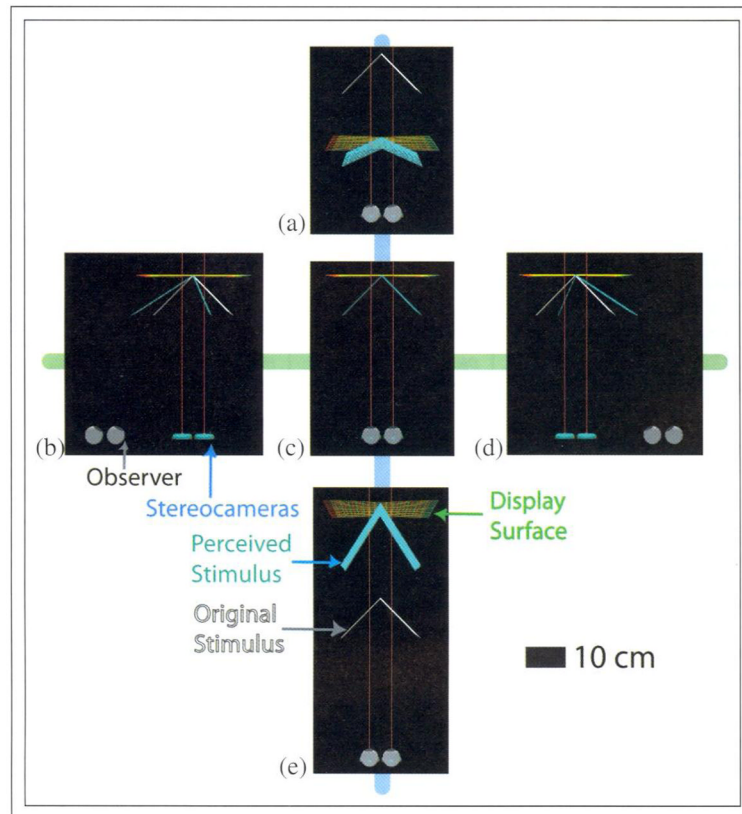 (a)
(b)
(c)
(d)
Observer
Stereocameras
Display
Surface
Perceived
Stimulus
Original
Stimulus
10 cm
(e)